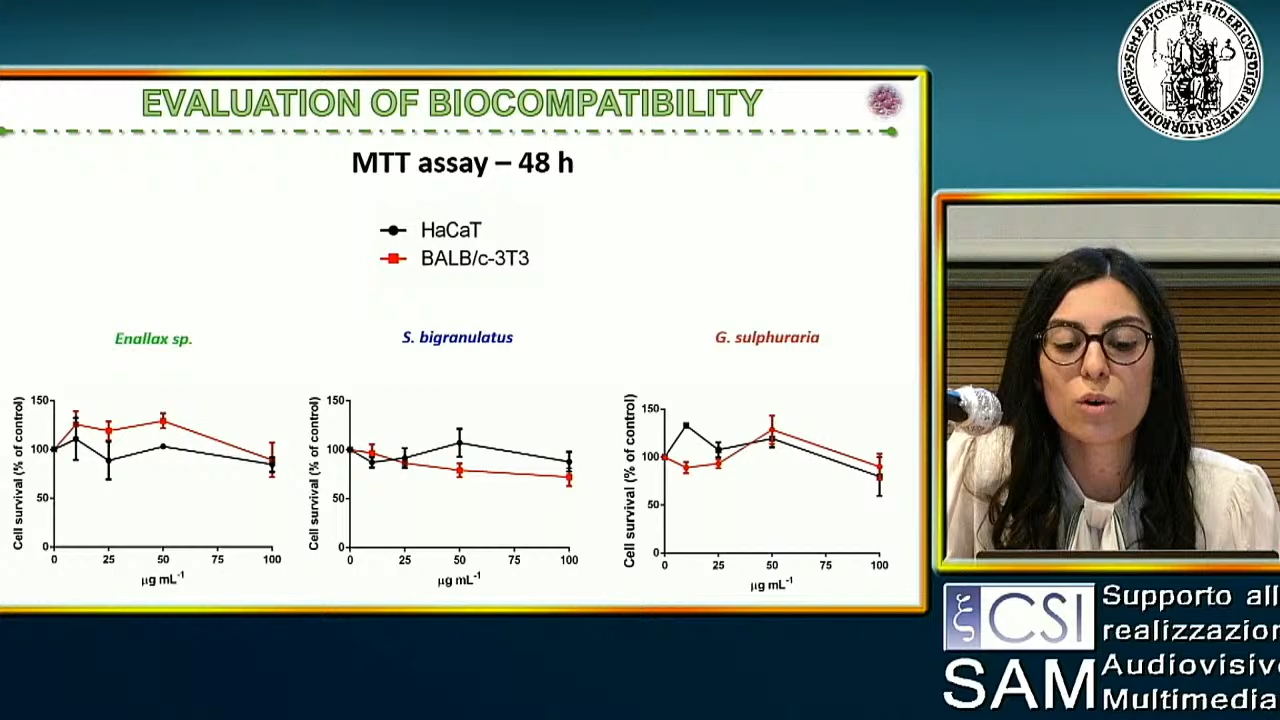 EVALUATION OF BIOCOMPATIBILITY
MTT assay – 48 h
HaCaT
BALB/c-3T3
Enallax sp.
S. bigranulatus
G. sulphuraria
Cell survival (% of control)
150
100
50
0
0 25 50 75 100
µg mL-1
Cell survival (% of control)
150
100
50
0
0 25 50 75 100
µg mL-1
Cell survival (% of control)
150
100
50
0
0 25 50 75 100
µg mL-1
ξ CSI
SAM
Supporto all
realizzazion
Audiovisive
Multimedia